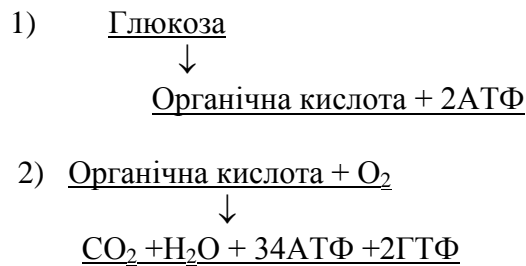 1) Глюкоза
↓
Органічна кислота + 2АТФ
2) Органічна кислота + O₂
↓
CO₂ +H₂O + 34АТФ +2ГТФ